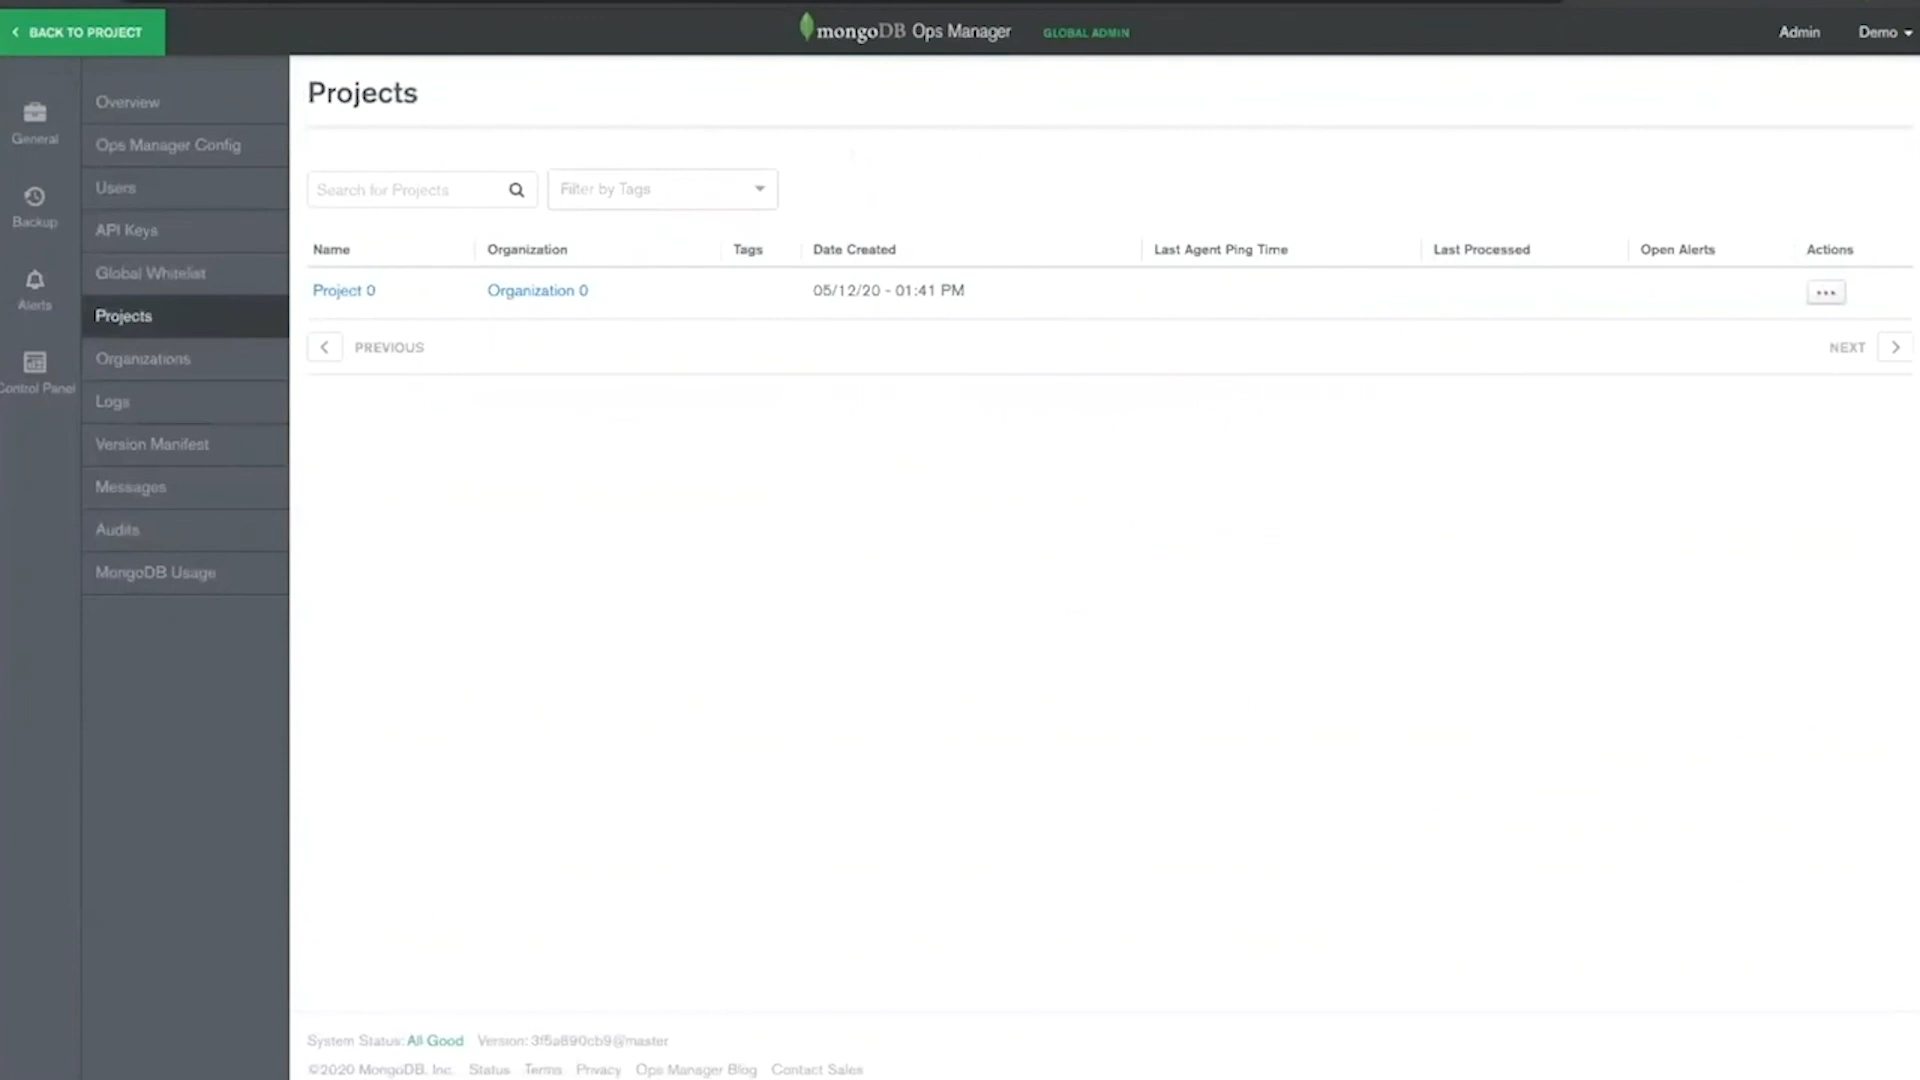 BACK TO PROJECT
mongoDB Ops Manager GLOBAL ADMIN
Admin
Demo
General
Backup
Alerts
Control Panel
Overview
Ops Manager Config
Users
API Keys
Global Whitelist
Projects
Organizations
Logs
Version Manifest
Messages
Audits
MongoDB Usage
Projects
Search for Projects
Filter by Tags
Name Organization Tags Date Created Last Agent Ping Time Last Processed Open Alerts Actions
Project 0 Organization 0 05/12/20 - 01:41 PM
PREVIOUS
NEXT
System Status: All Good Version: 3f5a890cb9@master
©2020 MongoDB, Inc. Status Terms Privacy Ops Manager Blog Contact Sales